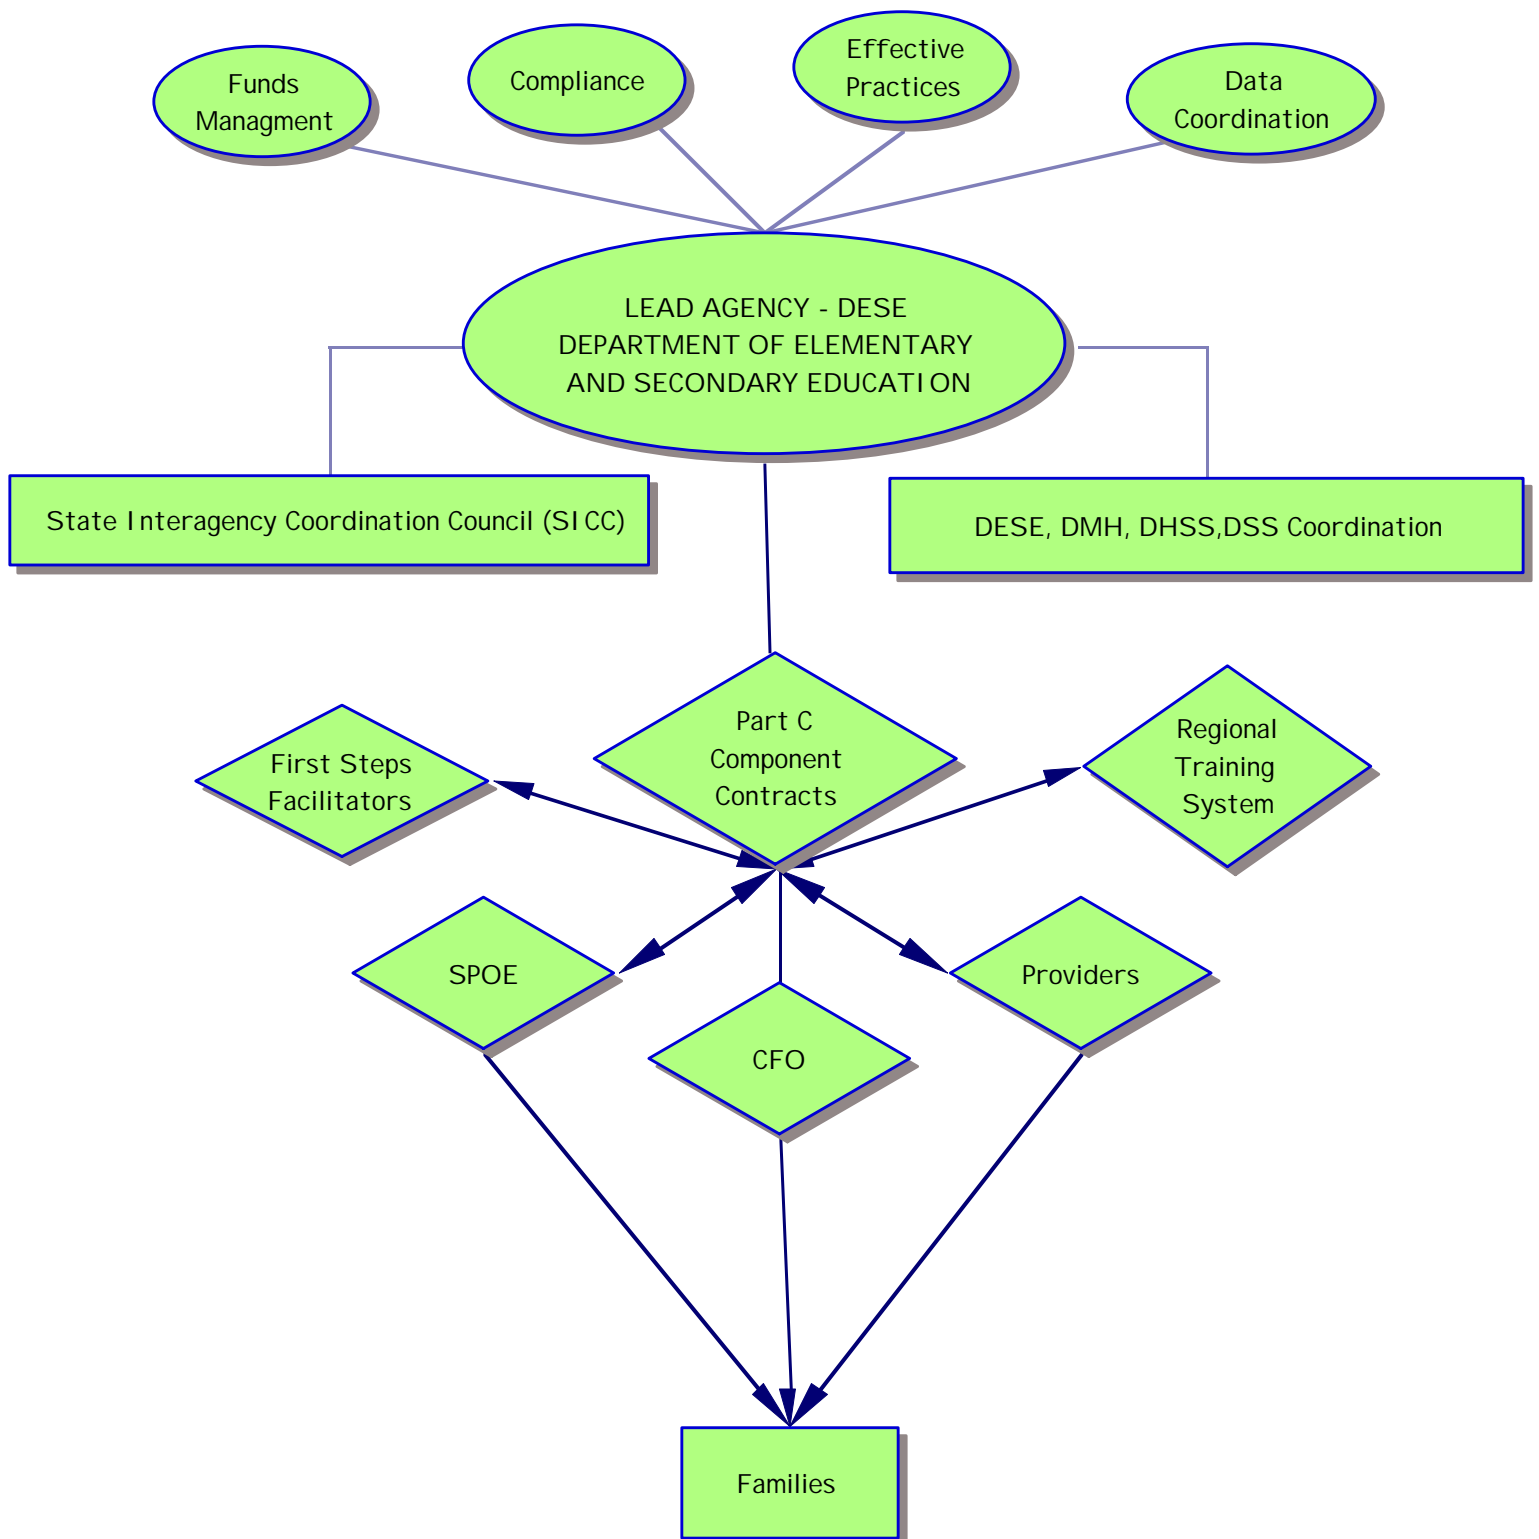 Funds
Managment
Compliance
Effective
Practices
Data
Coordination
LEAD AGENCY - DESE
DEPARTMENT OF ELEMENTARY
AND SECONDARY EDUCATION
State Interagency Coordination Council (SICC)
DESE, DMH, DHSS,DSS Coordination
Part C
Component
Contracts
First Steps
Facilitators
Regional
Training
System
SPOE
CFO
Providers
Families